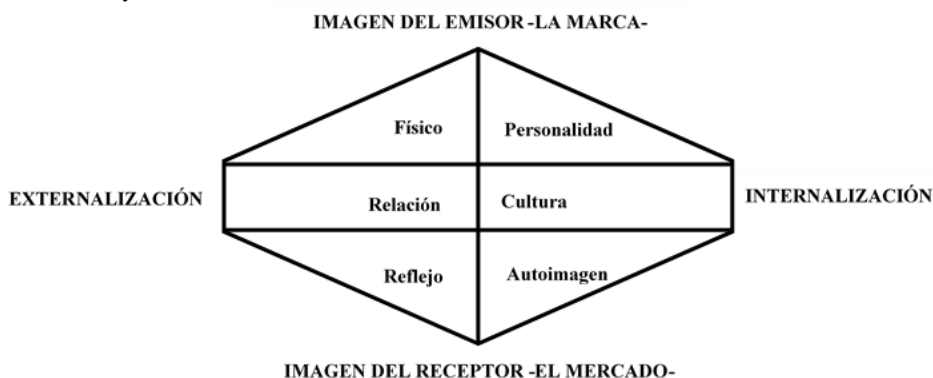 IMAGEN DEL EMISOR -LA MARCA-
Físico
Personalidad
EXTERNALIZACIÓN
Relación
Cultura
INTERNALIZACIÓN
Reflejo
Autoimagen
IMAGEN DEL RECEPTOR -EL MERCADO-